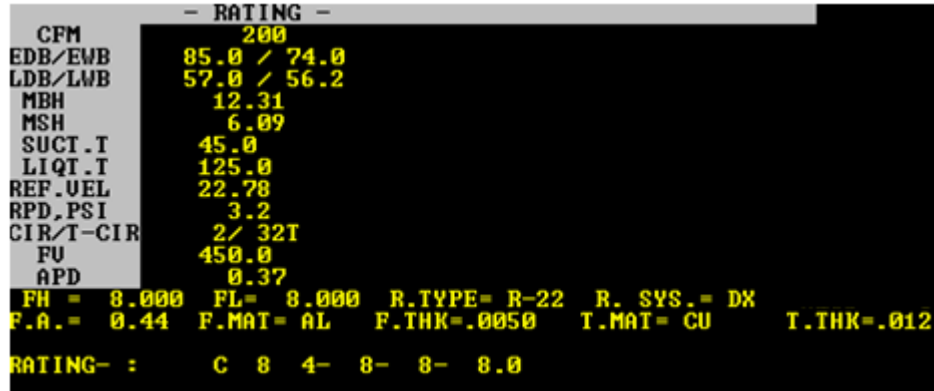 - RATING -
CFM 200
EDB/EWB 85.0 / 74.0
LDB/LWB 57.0 / 56.2
MBH 12.31
MSH 6.09
SUCT.T 45.0
LIQT.T 125.0
REF.VEL 22.78
RPD,PSI 3.2
CIR/T-CIR 2/ 32T
FV 450.0
APD 0.37
FH = 8.000 FL= 8.000 R.TYPE= R-22 R. SYS.= DX
F.A.= 0.44 F.MAT= AL F.THK=.0050 T.MAT= CU T.THK=.012
RATING- : C 8 4- 8- 8- 8.0